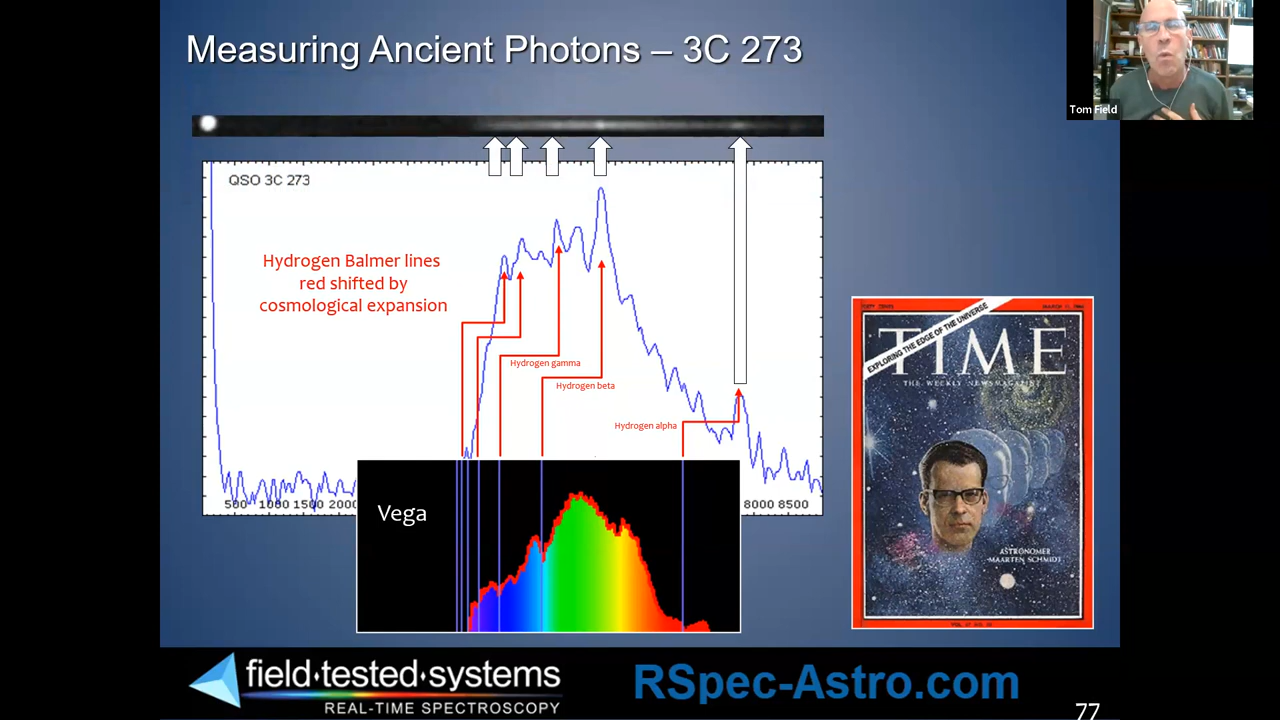 Measuring Ancient Photons – 3C 273
Tom Field
QSO 3C 273
Hydrogen Balmer lines
red shifted by
cosmological expansion
Hydrogen gamma
Hydrogen beta
Hydrogen alpha
500 1000 1500 2000
8000 8500
Vega
EXPLORING THE EDGE OF THE UNIVERSE
TIME
THE WEEKLY NEWSMAGAZINE
ASTRONOMER
MAARTEN SCHMIDT
field·tested·systems
REAL-TIME SPECTROSCOPY
RSpec-Astro.com
77